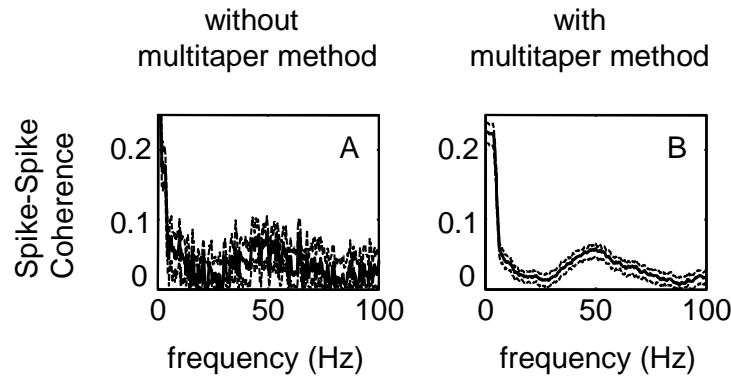 without
multitaper method
with
multitaper method
Spike-Spike
Coherence
0.2
0.1
0
A
0
50
100
frequency (Hz)
0.2
0.1
0
B
0
50
100
frequency (Hz)